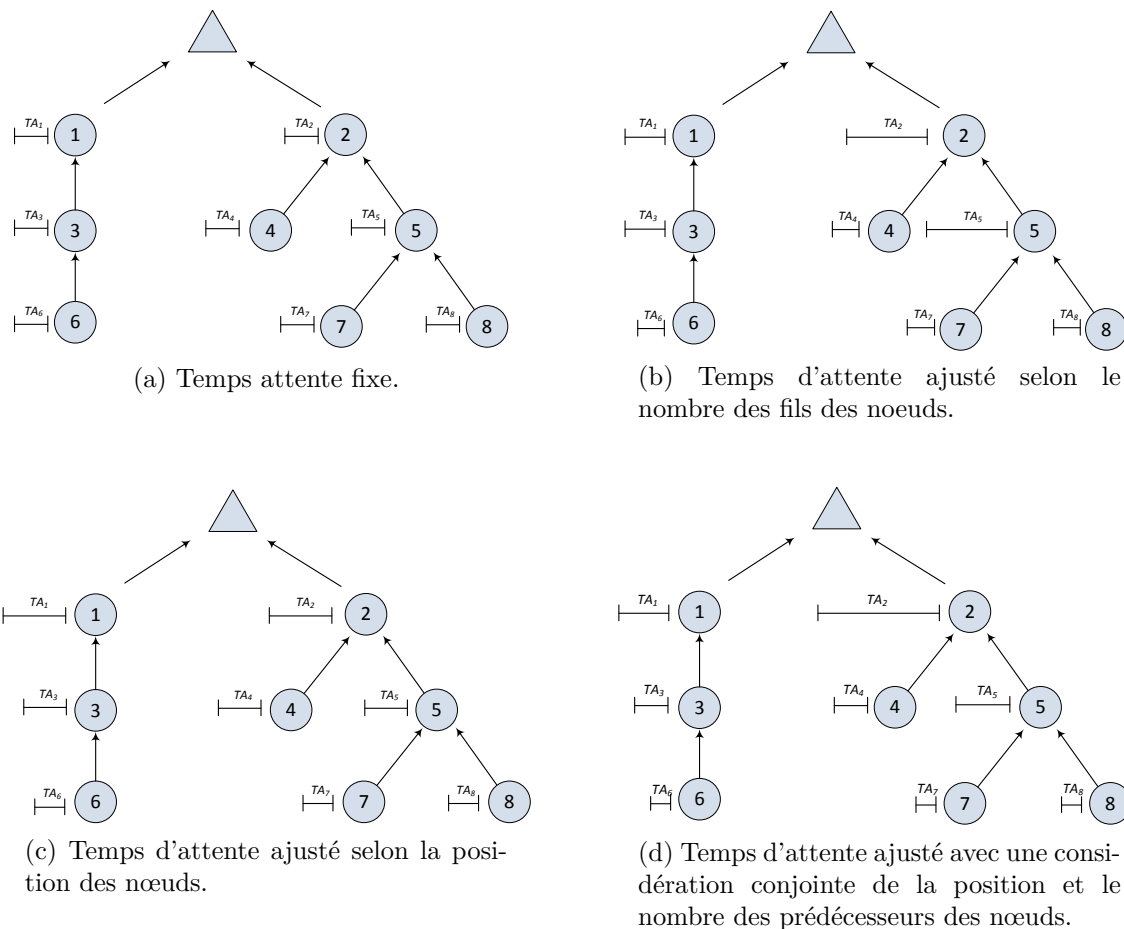 TA₁
1
TA₂
2
TA₃
3
TA₄
4
TA₅
5
TA₆
6
TA₇
7
TA₈
8
(a) Temps attente fixe.
TA₁
1
TA₂
2
TA₃
3
TA₄
4
TA₅
5
TA₆
6
TA₇
7
TA₈
8
(b) Temps d'attente ajusté selon le
nombre des fils des noeuds.
TA₁
1
TA₂
2
TA₃
3
TA₄
4
TA₅
5
TA₆
6
TA₇
7
TA₈
8
(c) Temps d'attente ajusté selon la posi-
tion des nœuds.
TA₁
1
TA₂
2
TA₃
3
TA₄
4
TA₅
5
TA₆
6
TA₇
7
TA₈
8
(d) Temps d'attente ajusté avec une consi-
dération conjointe de la position et le
nombre des prédécesseurs des nœuds.